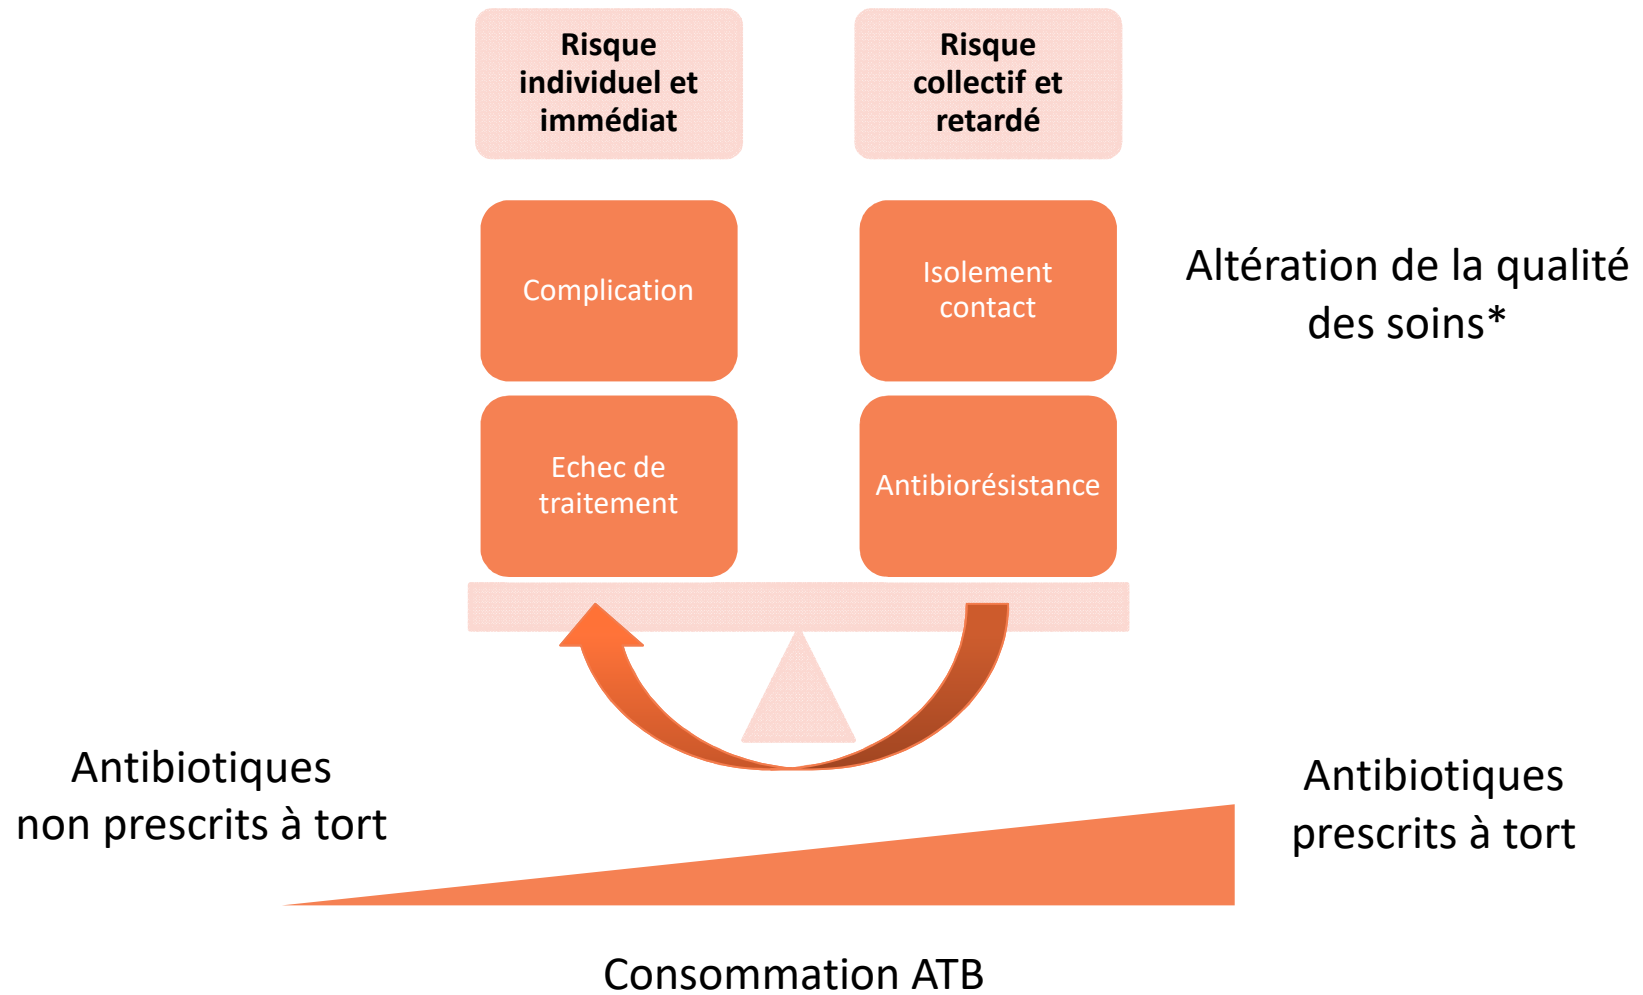 Risque
individuel et
immédiat
Risque
collectif et
retardé
Complication
Isolement
contact
Altération de la qualité
des soins*
Echec de
traitement
Antibiorésistance
Antibiotiques
non prescrits à tort
Antibiotiques
prescrits à tort
Consommation ATB